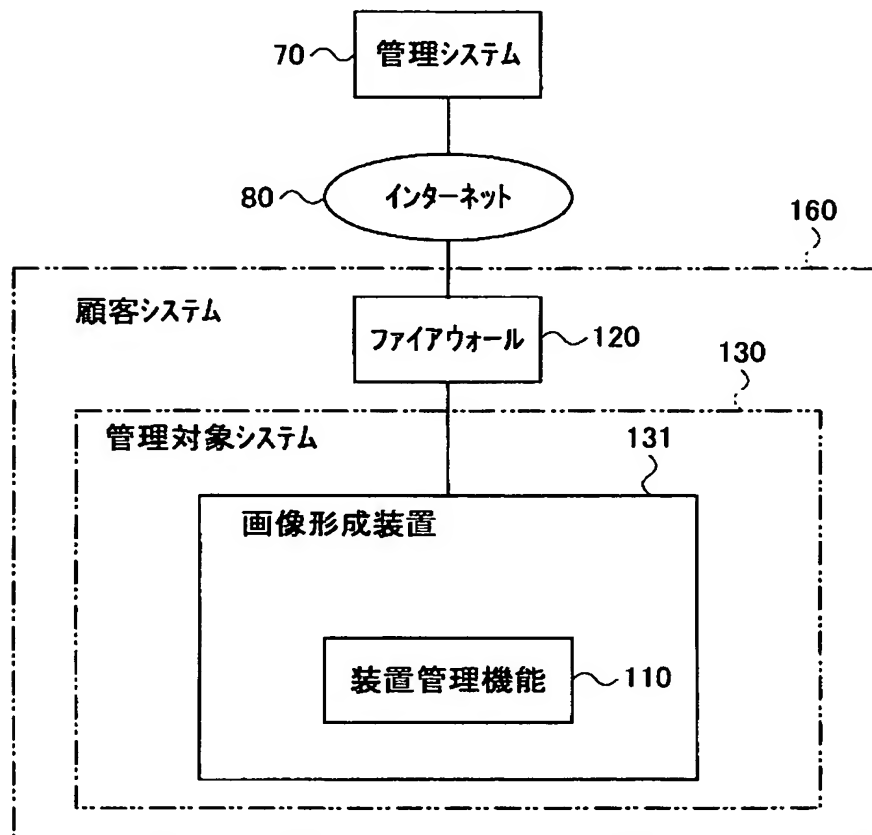 70
管理システム
80
インターネット
160
顧客システム
ファイアウォール
120
130
管理対象システム
131
画像形成装置
装置管理機能
110